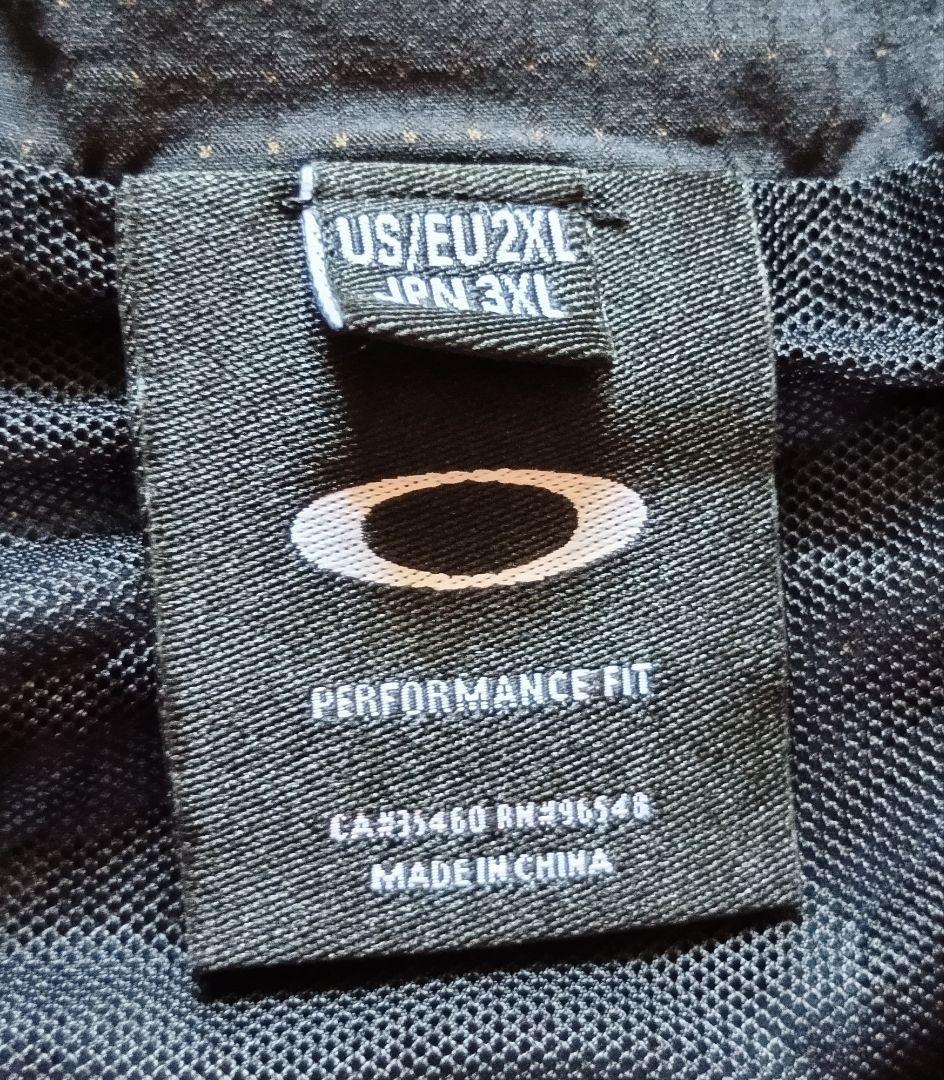 US/EU 2XL
JPN 3XL
PERFORMANCE FIT
CA#35460 RN#96548
MADE IN CHINA